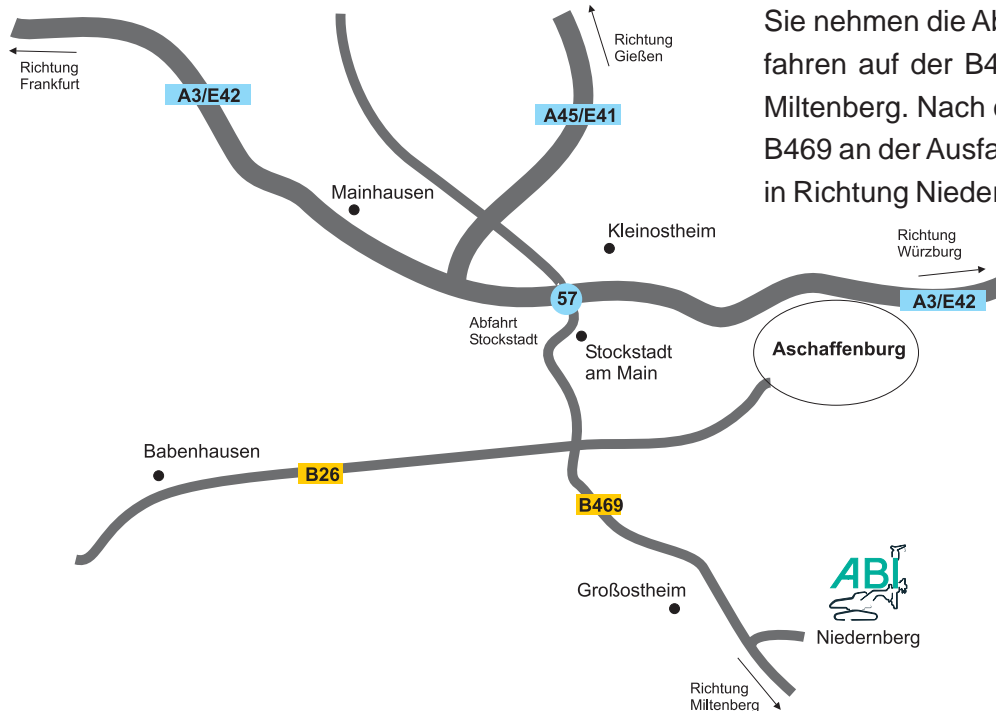 Sie nehmen die Ab
fahren auf der B4
Miltenberg. Nach
B469 an der Ausfa
in Richtung Nieder
Richtung
Gießen
Richtung
Frankfurt
A3/E42
A45/E41
Mainhausen
Kleinostheim
Richtung
Würzburg
57
A3/E42
Abfahrt
Stockstadt
Stockstadt
am Main
Aschaffenburg
Babenhausen
B26
B469
ABI
Großostheim
Niedernberg
Richtung
Miltenberg